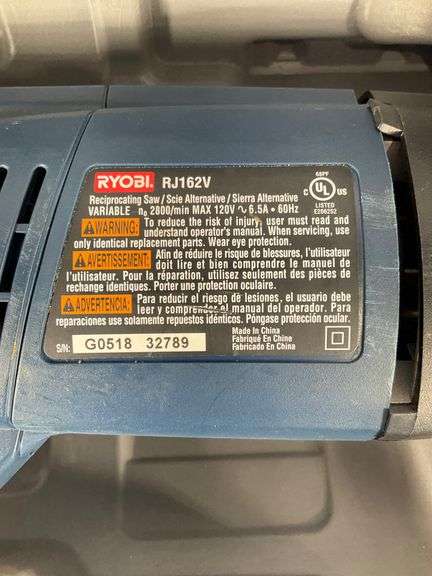 RYOBI. RJ162V
Reciprocating Saw / Scie Alternative / Sierra Alternativa
VARIABLE n₀ 2800/min MAX 120V ∿ 6.5A • 60Hz
68PF
C UL US
LISTED
E206252
WARNING: To reduce the risk of injury, user must read and
understand operator's manual. When servicing, use
only identical replacement parts. Wear eye protection.
AVERTISSEMENT: Afin de réduire le risque de blessures, l'utilisateur
doit lire et bien comprendre le manuel de
l'utilisateur. Pour la réparation, utilisez seulement des pièces de
rechange identiques. Porter une protection oculaire.
ADVERTENCIA: Para reducir el riesgo de lesiones, el usuario debe
leer y comprender el manual del operador. Para
reparaciones use solamente repuestos idénticos. Póngase protección ocular.
Made In China
Fabriqué En Chine
Fabricado En China
S/N: G0518 32789